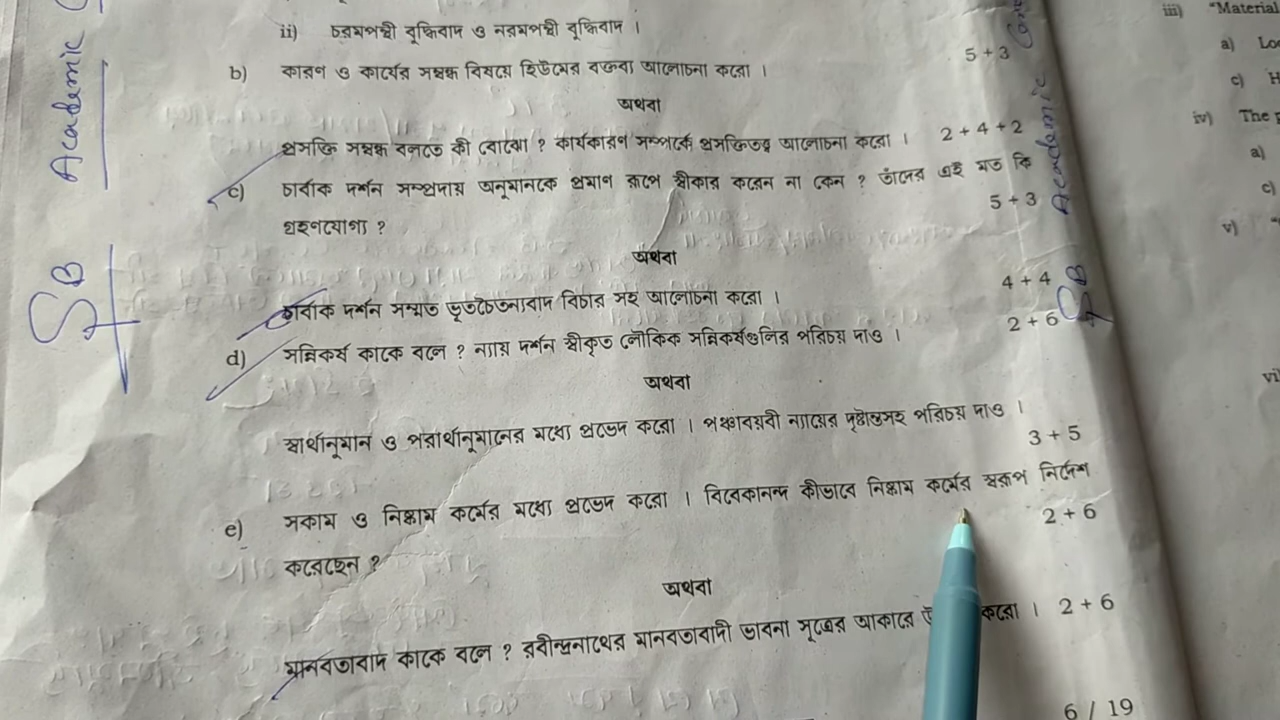 ii) চরমপন্থী বুদ্ধিবাদ ও নরমপন্থী বুদ্ধিবাদ ।
b) কারণ ও কার্যের সম্বন্ধ বিষয়ে হিউমের বক্তব্য আলোচনা করো । 5 + 3
অথবা
প্রসক্তি সম্বন্ধ বলতে কী বোঝো ? কার্যকারণ সম্পর্কে প্রসক্তিতত্ত্ব আলোচনা করো । 2 + 4 + 2
c) চার্বাক দর্শন সম্প্রদায় অনুমানকে প্রমাণ রূপে স্বীকার করেন না কেন ? তাঁদের এই মত কি
গ্রহণযোগ্য ? 5 + 3
অথবা
চার্বাক দর্শন সম্মত ভূতচৈতন্যবাদ বিচার সহ আলোচনা করো । 4 + 4
d) সন্নিকর্ষ কাকে বলে ? ন্যায় দর্শন স্বীকৃত লৌকিক সন্নিকর্ষগুলির পরিচয় দাও । 2 + 6
অথবা
স্বার্থানুমান ও পরার্থানুমানের মধ্যে প্রভেদ করো । পঞ্চাবয়বী ন্যায়ের দৃষ্টান্তসহ পরিচয় দাও ।
3 + 5
e) সকাম ও নিষ্কাম কর্মের মধ্যে প্রভেদ করো । বিবেকানন্দ কীভাবে নিষ্কাম কর্মের স্বরূপ নির্দেশ
করেছেন ? 2 + 6
অথবা
মানবতাবাদ কাকে বলে ? রবীন্দ্রনাথের মানবতাবাদী ভাবনা সূত্রের আকারে করো । 2 + 6
6 / 19
SB Academic
SB Academic
iii) "Material
a)
c) H
iv) The
a)
c)
v)